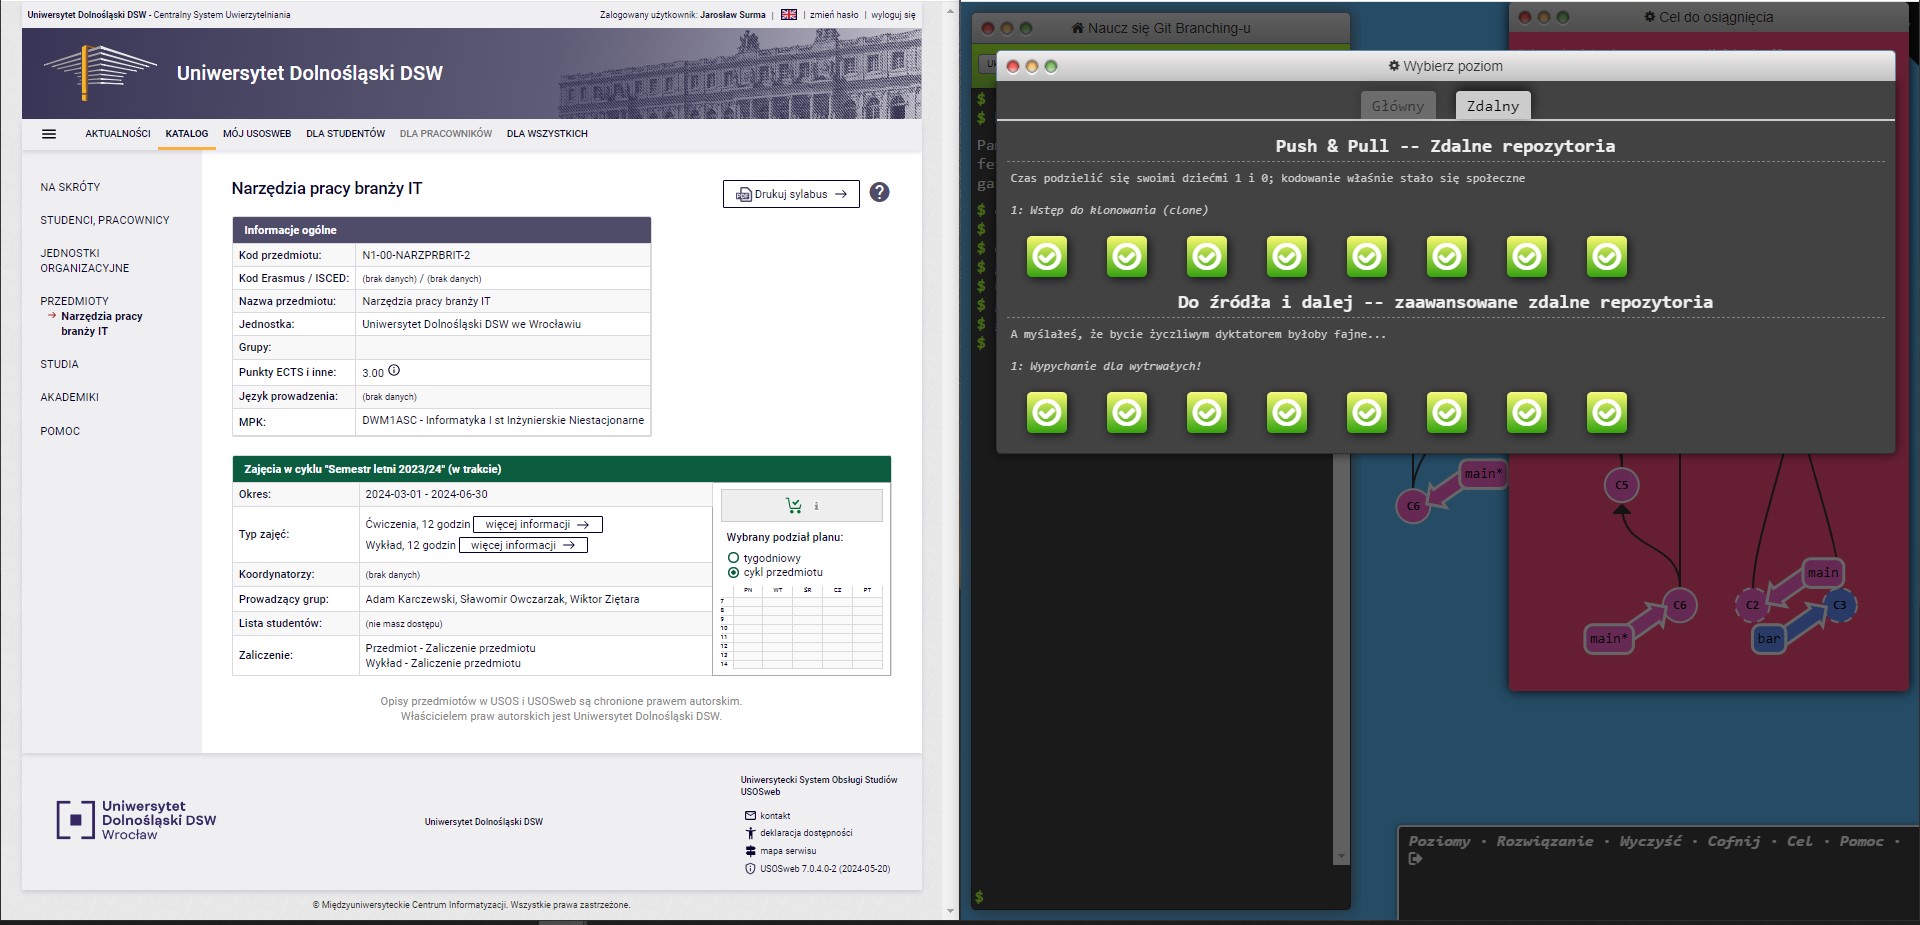 Uniwersytet Dolnośląski DSW - Centralny System Uwierzytelniania
Zalogowany użytkownik: Jarosław Surma | | zmień hasło | wyloguj się
Uniwersytet Dolnośląski DSW
AKTUALNOŚCI KATALOG MÓJ USOSWEB DLA STUDENTÓW DLA PRACOWNIKÓW DLA WSZYSTKICH
NA SKRÓTY
STUDENCI, PRACOWNICY
JEDNOSTKI
ORGANIZACYJNE
PRZEDMIOTY
→ Narzędzia pracy
branży IT
STUDIA
AKADEMIKI
POMOC
Narzędzia pracy branży IT
Drukuj sylabus →
?
Informacje ogólne
Kod przedmiotu: N1-00-NARZPRBRIT-2
Kod Erasmus / ISCED: (brak danych) / (brak danych)
Nazwa przedmiotu: Narzędzia pracy branży IT
Jednostka: Uniwersytet Dolnośląski DSW we Wrocławiu
Grupy:
Punkty ECTS i inne: 3.00
Język prowadzenia: (brak danych)
MPK: DWM1ASC - Informatyka I st Inżynierskie Niestacjonarne
Zajęcia w cyklu "Semestr letni 2023/24" (w trakcie)
Okres: 2024-03-01 - 2024-06-30
Typ zajęć:
Ćwiczenia, 12 godzin więcej informacji →
Wykład, 12 godzin więcej informacji →
Koordynatorzy: (brak danych)
Prowadzący grup: Adam Karczewski, Sławomir Owczarzak, Wiktor Ziętara
Lista studentów: (nie masz dostępu)
Zaliczenie:
Przedmiot - Zaliczenie przedmiotu
Wykład - Zaliczenie przedmiotu
i
Wybrany podział planu:
tygodniowy
cykl przedmiotu
PN WT ŚR CZ PT
7
8
9
10
11
12
13
14
Opisy przedmiotów w USOS i USOSweb są chronione prawem autorskim.
Właścicielem praw autorskich jest Uniwersytet Dolnośląski DSW.
Uniwersytet
Dolnośląski DSW
Wrocław
Uniwersytet Dolnośląski DSW
Uniwersytecki System Obsługi Studiów
USOSweb
kontakt
deklaracja dostępności
mapa serwisu
USOSweb 7.0.4.0-2 (2024-05-20)
© Międzyuniwersyteckie Centrum Informatyzacji. Wszystkie prawa zastrzeżone.
Naucz się Git Branching-u
Cel do osiągnięcia
Wybierz poziom
Główny Zdalny
Push & Pull -- Zdalne repozytoria
Czas podzielić się swoimi dziećmi 1 i 0; kodowanie właśnie stało się społeczne
1: Wstęp do klonowania (clone)
Do źródła i dalej -- zaawansowane zdalne repozytoria
A myślałeś, że bycie życzliwym dyktatorem byłoby fajne...
1: Wypychanie dla wytrwałych!
$
$
$
$
$
$
$
$
$
$
$
main*
C6
C5
C6
main*
main
C2
C3
bar
Poziomy · Rozwiązanie · Wyczyść · Cofnij · Cel · Pomoc ·